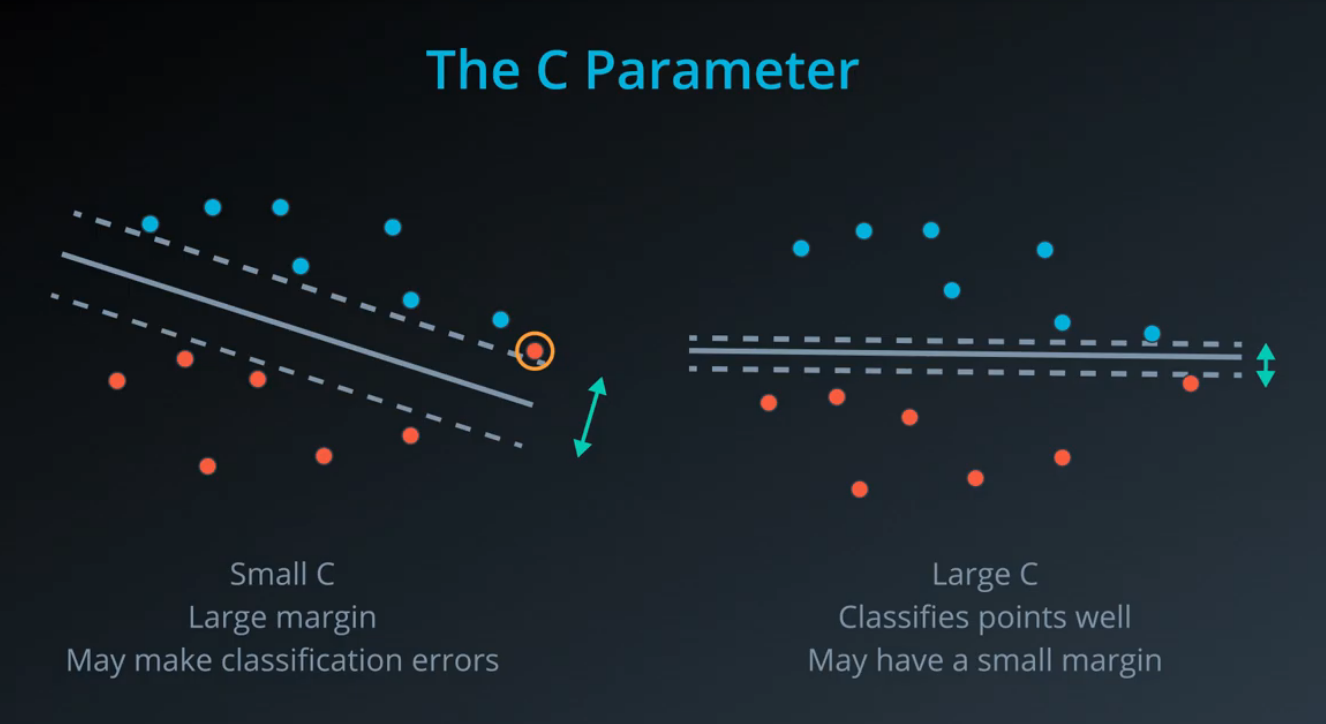 The C Parameter
Small C
Large margin
May make classification errors
Large C
Classifies points well
May have a small margin